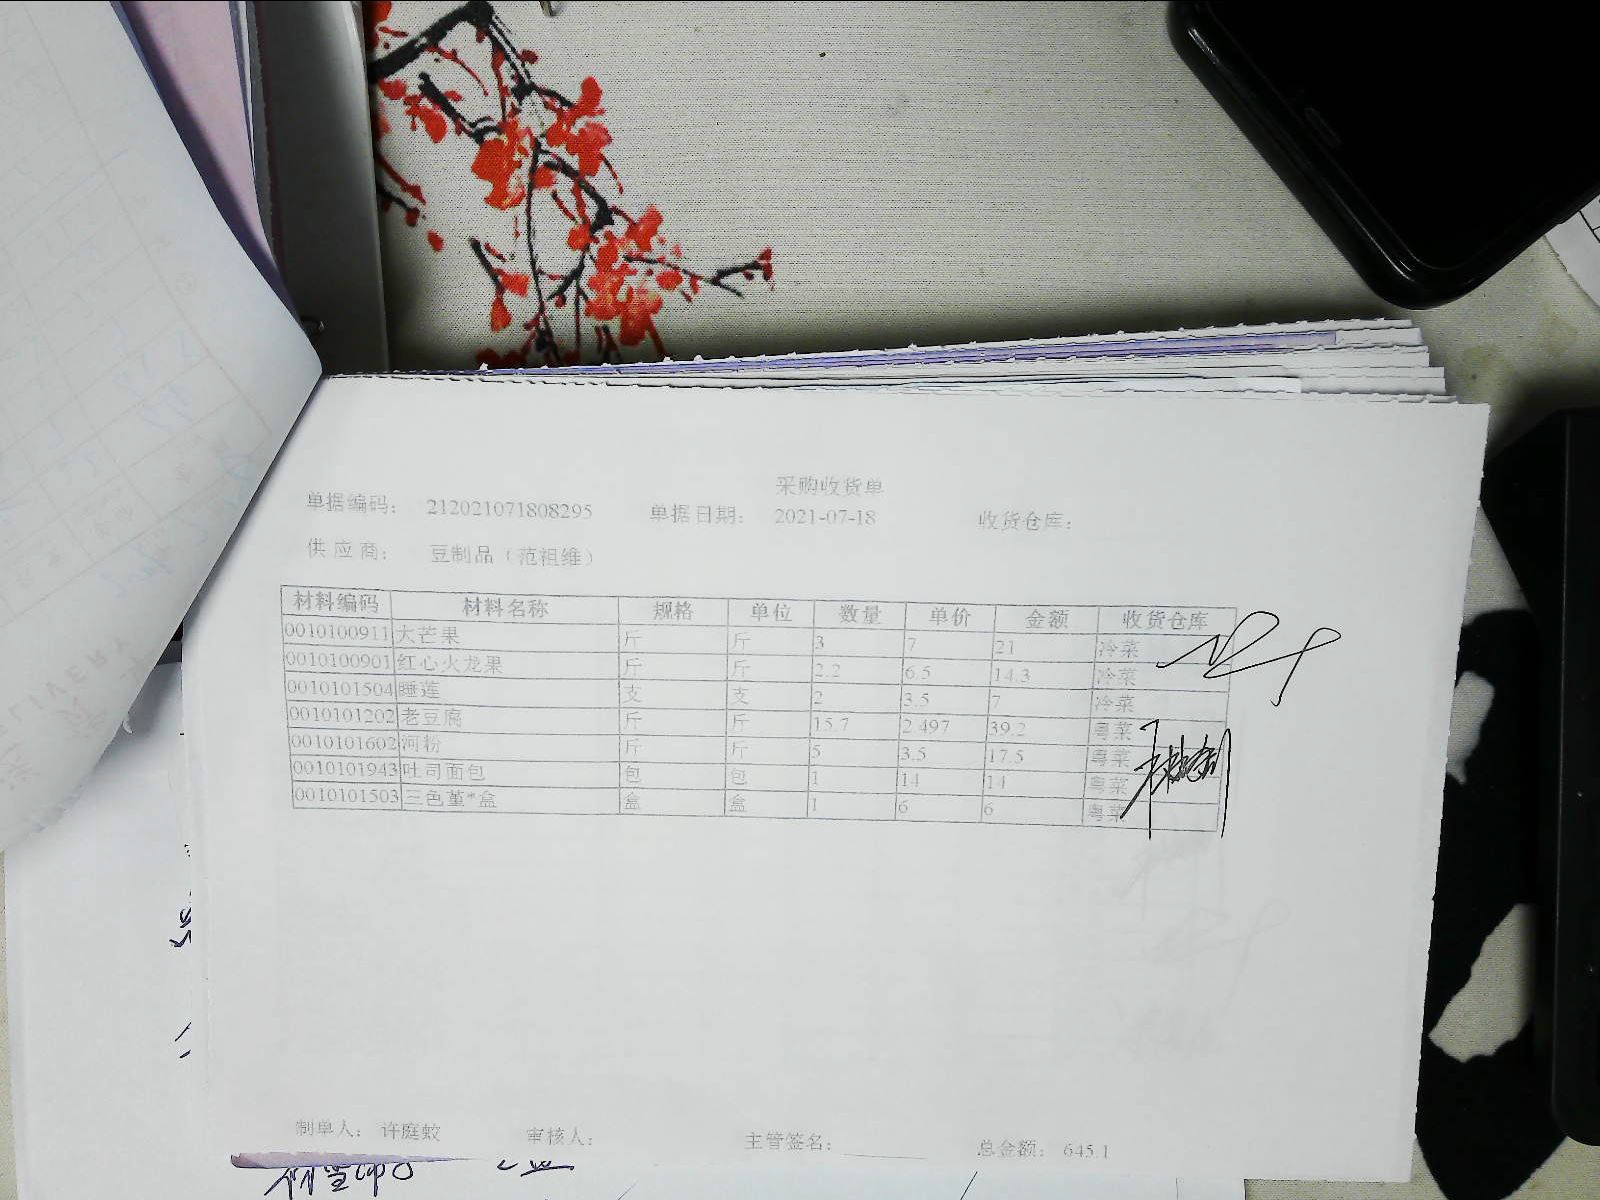 采购收货单
单据编码： 212021071808295 单据日期： 2021-07-18 收货仓库：
供 应 商： 豆制品（范祖维）
材料编码 材料名称 规格 单位 数量 单价 金额 收货仓库
0010100911 大芒果 斤 斤 3 7 21 冷菜
0010100901 红心火龙果 斤 斤 2.2 6.5 14.3 冷菜
0010101504 睡莲 支 支 2 3.5 7 冷菜
0010101202 老豆腐 斤 斤 15.7 2.497 39.2 粤菜
0010101602 河粉 斤 斤 5 3.5 17.5 粤菜
0010101943 吐司面包 包 包 1 14 14 粤菜
0010101503 三色堇*盒 盒 盒 1 6 6 粤菜
制单人： 许庭蛟 审核人： 主管签名： 总金额： 645.1